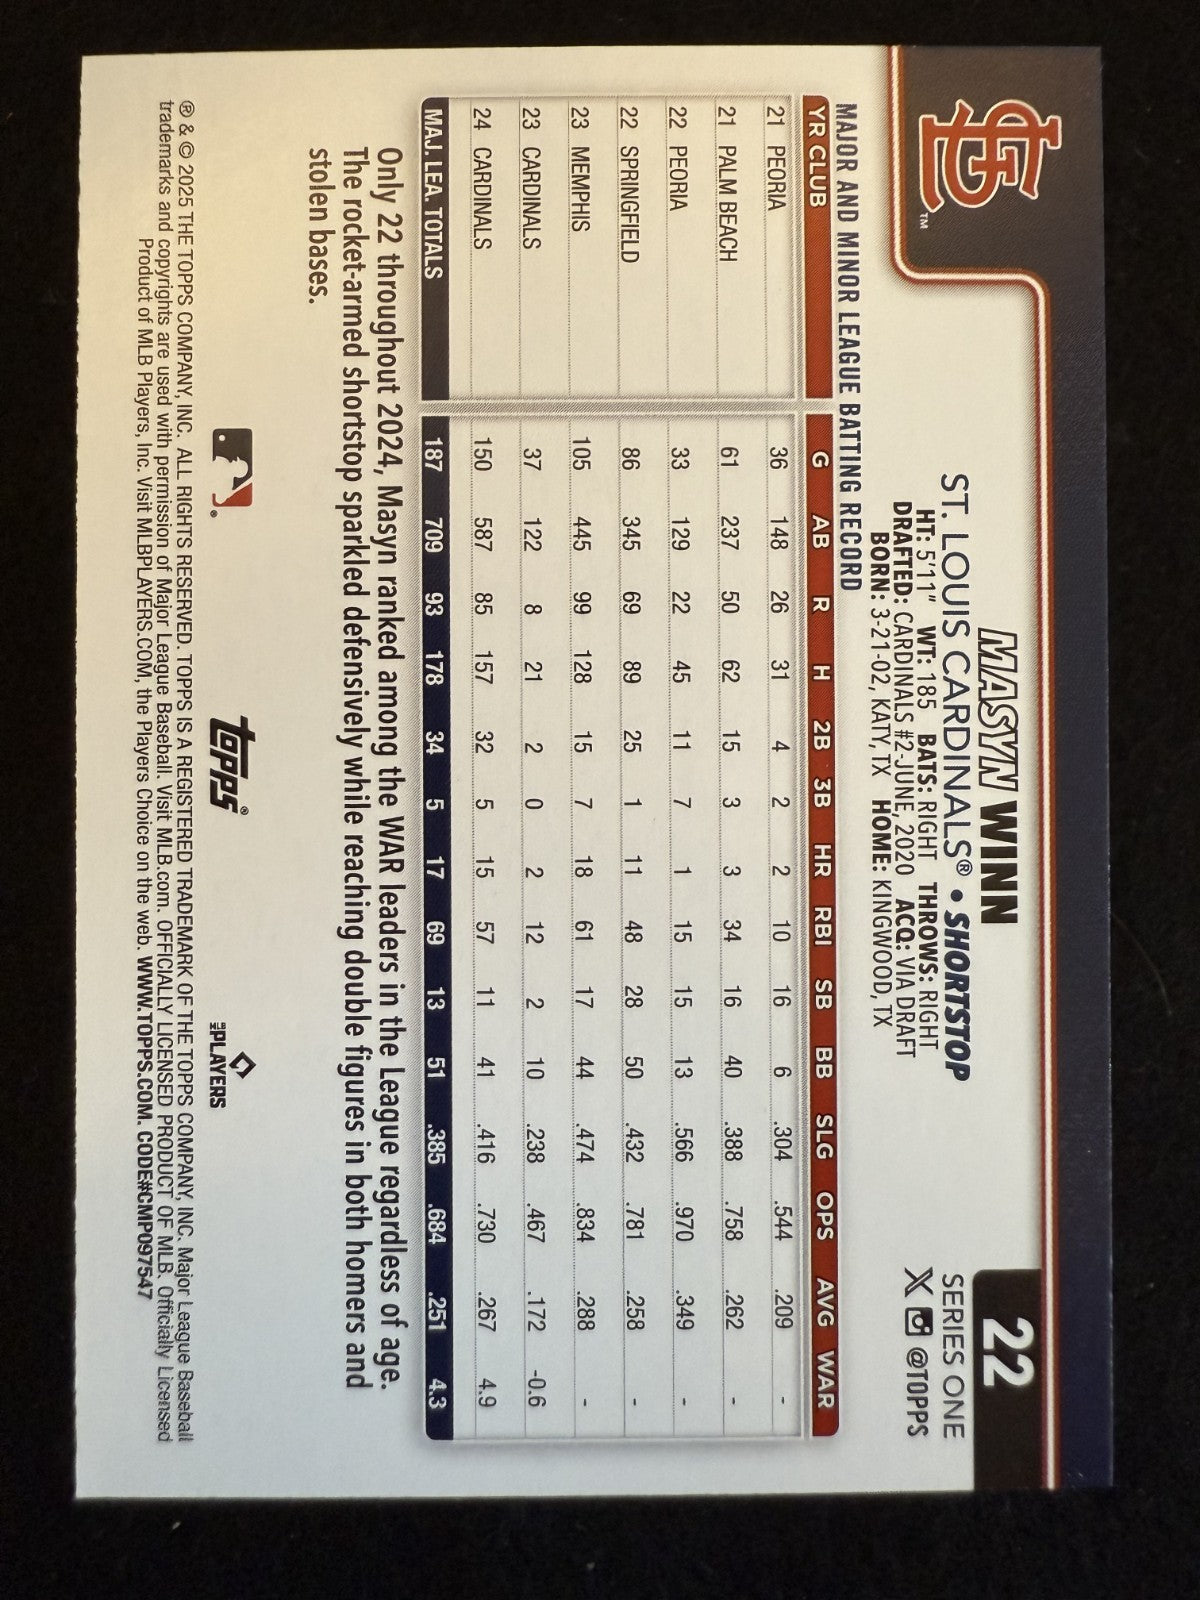 22
SERIES ONE
@TOPPS
MASYN WINN
ST. LOUIS CARDINALS® • SHORTSTOP
HT: 5'11" WT: 185 BATS: RIGHT THROWS: RIGHT
DRAFTED: CARDINALS #2-JUNE, 2020 ACQ: VIA DRAFT
BORN: 3-21-02, KATY, TX HOME: KINGWOOD, TX
STL™
MAJOR AND MINOR LEAGUE BATTING RECORD
YR CLUB G AB R H 2B 3B HR RBI SB BB SLG OPS AVG WAR
21 PEORIA 36 148 26 31 4 2 2 10 16 6 .304 .544 .209 -
21 PALM BEACH 61 237 50 62 15 3 3 34 16 40 .388 .758 .262 -
22 PEORIA 33 129 22 45 11 7 1 15 15 13 .566 .970 .349 -
22 SPRINGFIELD 86 345 69 89 25 1 11 48 28 50 .432 .781 .258 -
23 MEMPHIS 105 445 99 128 15 7 18 61 17 44 .474 .834 .288 -
23 CARDINALS 37 122 8 21 2 0 2 12 2 10 .238 .467 .172 -0.6
24 CARDINALS 150 587 85 157 32 5 15 57 11 41 .416 .730 .267 4.9
MAJ. LEA. TOTALS 187 709 93 178 34 5 17 69 13 51 .385 .684 .251 4.3
Only 22 throughout 2024, Masyn ranked among the WAR leaders in the League regardless of age.
The rocket-armed shortstop sparkled defensively while reaching double figures in both homers and
stolen bases.
topps®
MLB PLAYERS
® & © 2025 THE TOPPS COMPANY, INC. ALL RIGHTS RESERVED. TOPPS IS A REGISTERED TRADEMARK OF THE TOPPS COMPANY, INC. Major League Baseball
trademarks and copyrights are used with permission of Major League Baseball. Visit MLB.com. OFFICIALLY LICENSED PRODUCT OF MLB. Officially Licensed
Product of MLB Players, Inc. Visit MLBPLAYERS.COM, the Players Choice on the web. WWW.TOPPS.COM. CODE#CMP097547